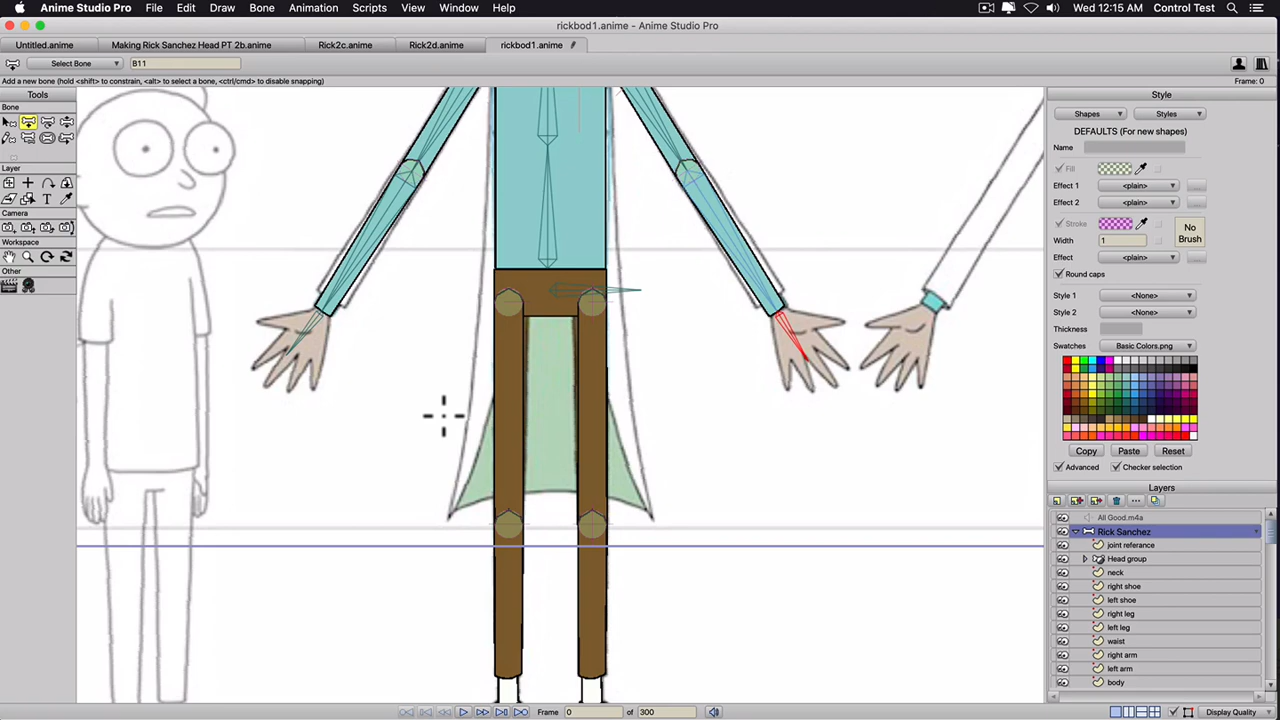 Anime Studio Pro File Edit Draw Bone Animation Scripts View Window Help Wed 12:15 AM Control Test
rickbod1.anime - Anime Studio Pro
Untitled.anime Making Rick Sanchez Head PT 2b.anime Rick2c.anime Rick2d.anime rickbod1.anime
Select Bone B11
Add a new bone (hold <shift> to constrain, <alt> to select a bone, <ctrl/cmd> to disable snapping) Frame: 0
Tools
Bone
Layer
Camera
Workspace
Other
Style
Shapes Styles
DEFAULTS (For new shapes)
Name
Fill
Effect 1 <plain> ...
Effect 2 <plain> ...
Stroke
Width 1
No
Brush
Effect <plain> ...
Round caps
Style 1 <None>
Style 2 <None>
Thickness
Swatches Basic Colors.png
Copy Paste Reset
Advanced Checker selection
Layers
All Good.m4a
Rick Sanchez
joint referance
Head group
neck
right shoe
left shoe
right leg
left leg
waist
right arm
left arm
body
Frame 0 of 300 Display Quality